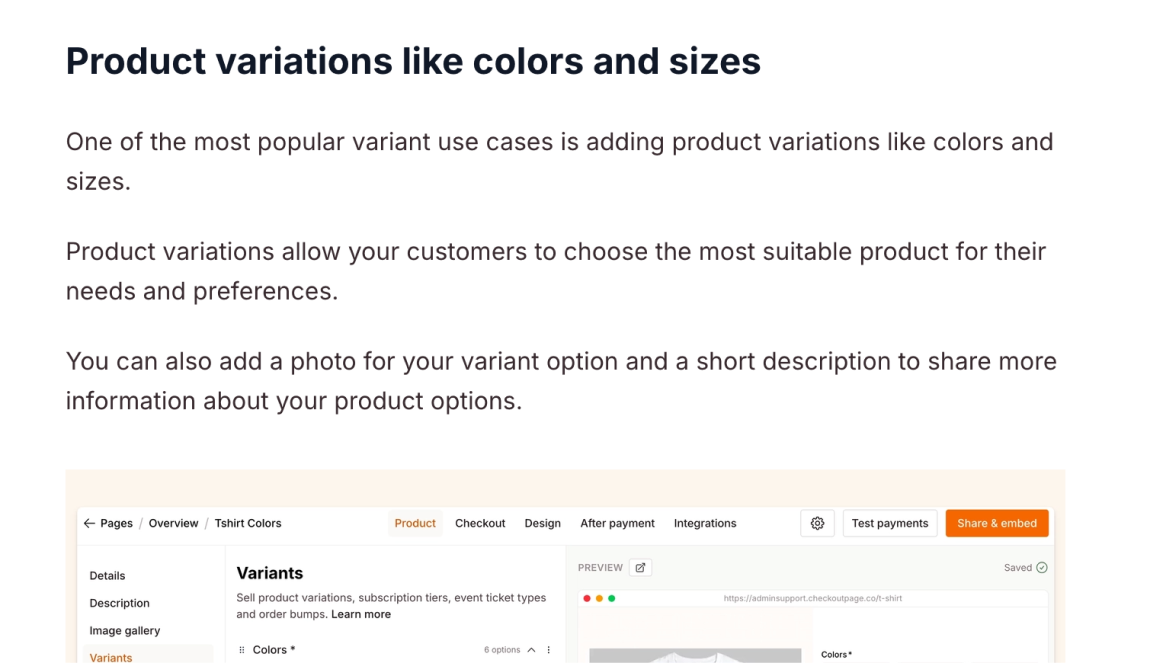 Product variations like colors and sizes
One of the most popular variant use cases is adding product variations like colors and
sizes.
Product variations allow your customers to choose the most suitable product for their
needs and preferences.
You can also add a photo for your variant option and a short description to share more
information about your product options.
Pages / Overview / Tshirt Colors
Product Checkout Design After payment Integrations
Test payments Share & embed
Details
Description
Image gallery
Variants
Variants
Sell product variations, subscription tiers, event ticket types
and order bumps. Learn more
Colors * 6 options
PREVIEW Saved
https://adminsupport.checkoutpage.co/t-shirt
Colors *